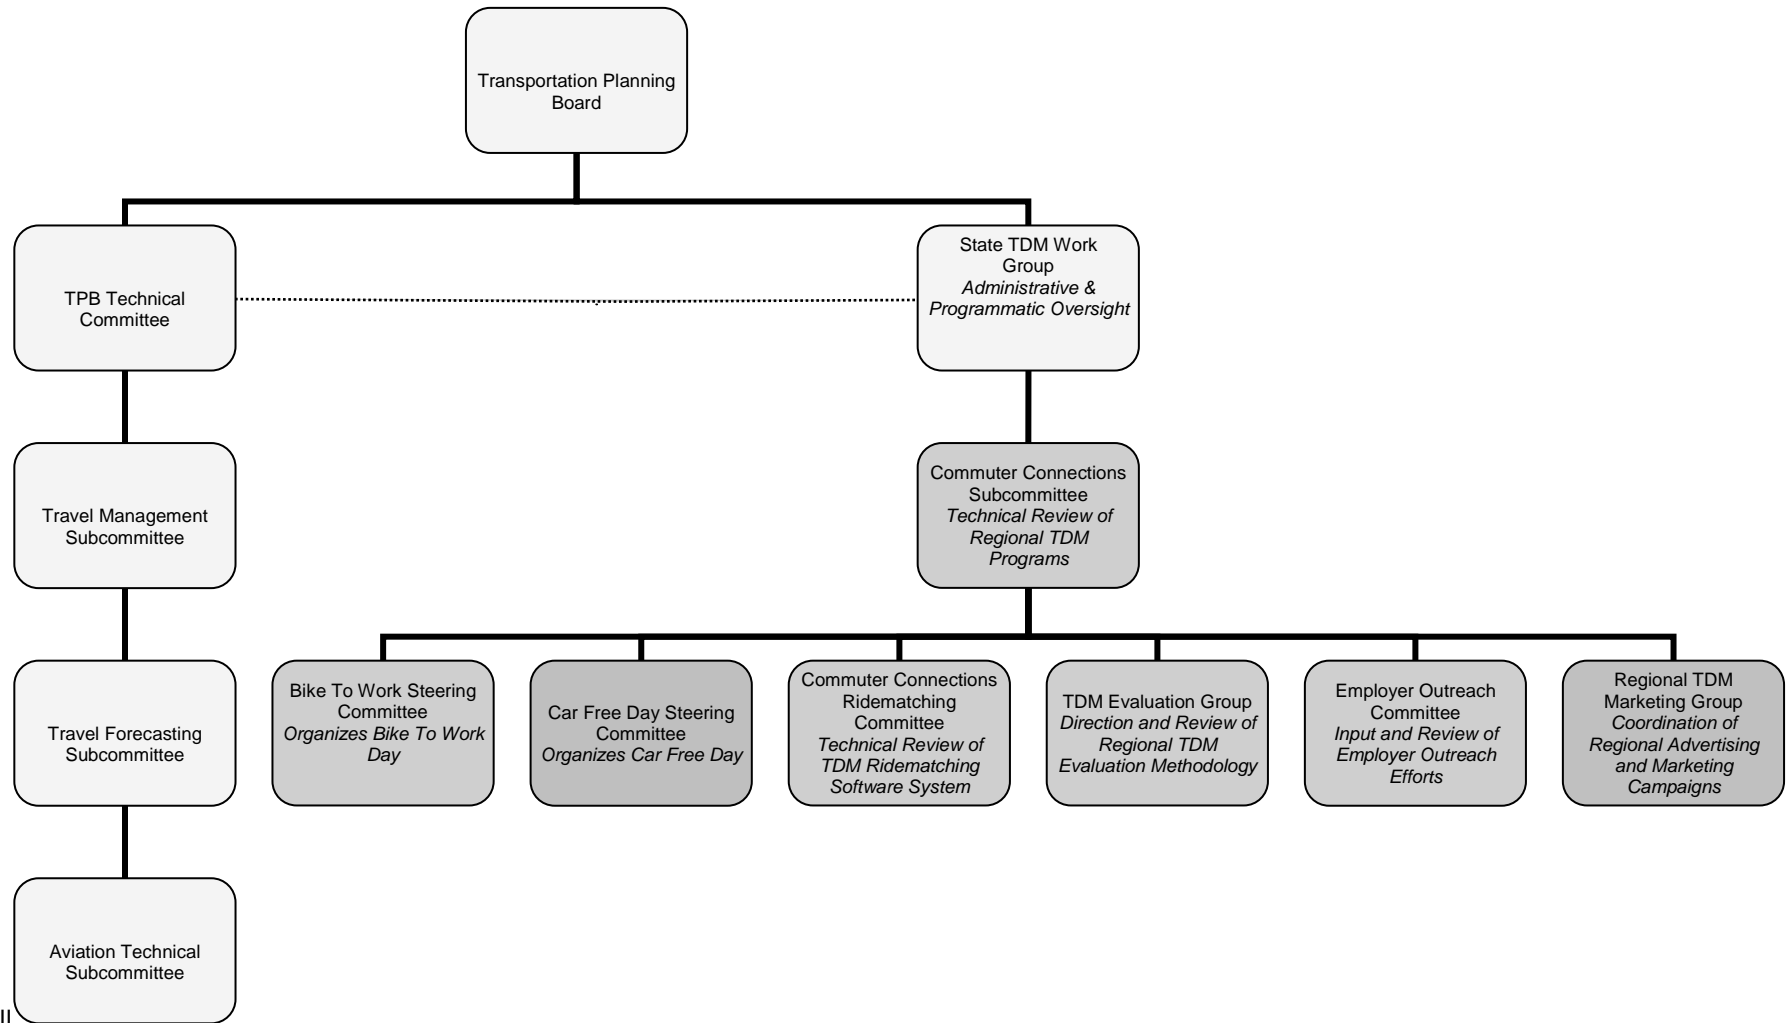 Transportation Planning
Board
TPB Technical
Committee
State TDM Work
Group
Administrative &
Programmatic Oversight
Travel Management
Subcommittee
Commuter Connections
Subcommittee
Technical Review of
Regional TDM
Programs
Travel Forecasting
Subcommittee
Bike To Work Steering
Committee
Organizes Bike To Work
Day
Car Free Day Steering
Committee
Organizes Car Free Day
Commuter Connections
Ridematching
Committee
Technical Review of
TDM Ridematching
Software System
TDM Evaluation Group
Direction and Review of
Regional TDM
Evaluation Methodology
Employer Outreach
Committee
Input and Review of
Employer Outreach
Efforts
Regional TDM
Marketing Group
Coordination of
Regional Advertising
and Marketing
Campaigns
Aviation Technical
Subcommittee